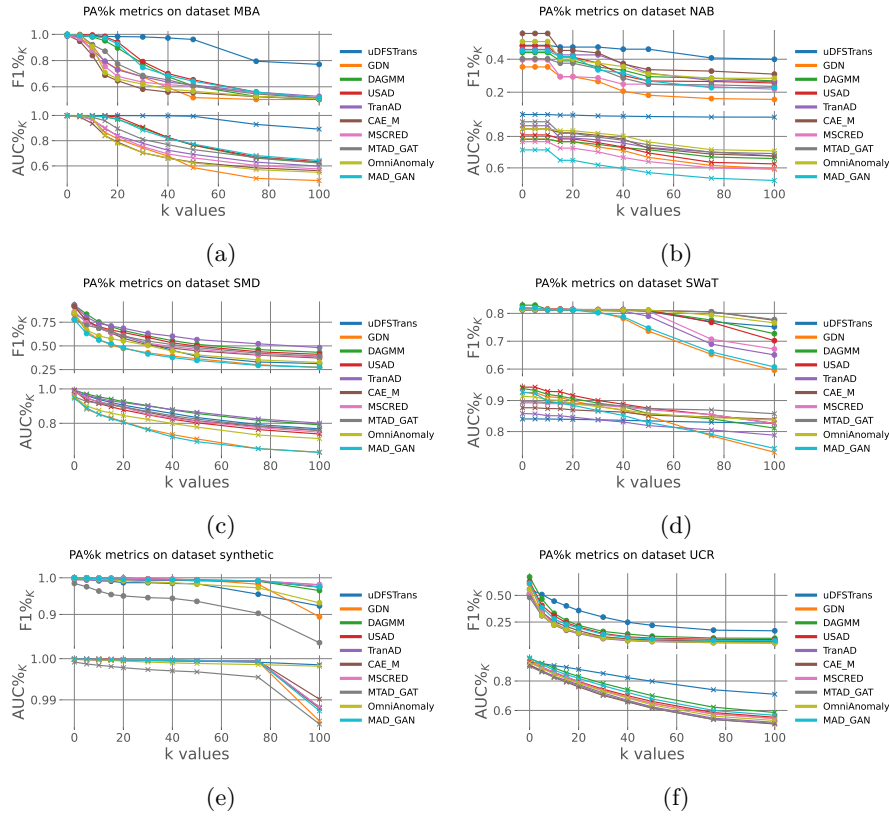 PA%k metrics on dataset MBA
F1%K
1.0
0.8
0.6
AUC%K
1.0
0.8
0.6
0 20 40 60 80 100
k values
uDFSTrans
GDN
DAGMM
USAD
TranAD
CAE_M
MSCRED
MTAD_GAT
OmniAnomaly
MAD_GAN
(a)
PA%k metrics on dataset NAB
F1%K
0.4
0.2
AUC%K
0.8
0.6
0 20 40 60 80 100
k values
uDFSTrans
GDN
DAGMM
USAD
TranAD
CAE_M
MSCRED
MTAD_GAT
OmniAnomaly
MAD_GAN
(b)
PA%k metrics on dataset SMD
F1%K
0.75
0.50
0.25
AUC%K
1.0
0.8
0 20 40 60 80 100
k values
uDFSTrans
GDN
DAGMM
USAD
TranAD
CAE_M
MSCRED
MTAD_GAT
OmniAnomaly
MAD_GAN
(c)
PA%k metrics on dataset SWaT
F1%K
0.8
0.7
0.6
AUC%K
0.9
0.8
0 20 40 60 80 100
k values
uDFSTrans
GDN
DAGMM
USAD
TranAD
CAE_M
MSCRED
MTAD_GAT
OmniAnomaly
MAD_GAN
(d)
PA%k metrics on dataset synthetic
F1%K
1.0
0.9
AUC%K
1.00
0.99
0 20 40 60 80 100
k values
uDFSTrans
GDN
DAGMM
USAD
TranAD
CAE_M
MSCRED
MTAD_GAT
OmniAnomaly
MAD_GAN
(e)
PA%k metrics on dataset UCR
F1%K
0.50
0.25
AUC%K
0.8
0.6
0 20 40 60 80 100
k values
uDFSTrans
GDN
DAGMM
USAD
TranAD
CAE_M
MSCRED
MTAD_GAT
OmniAnomaly
MAD_GAN
(f)